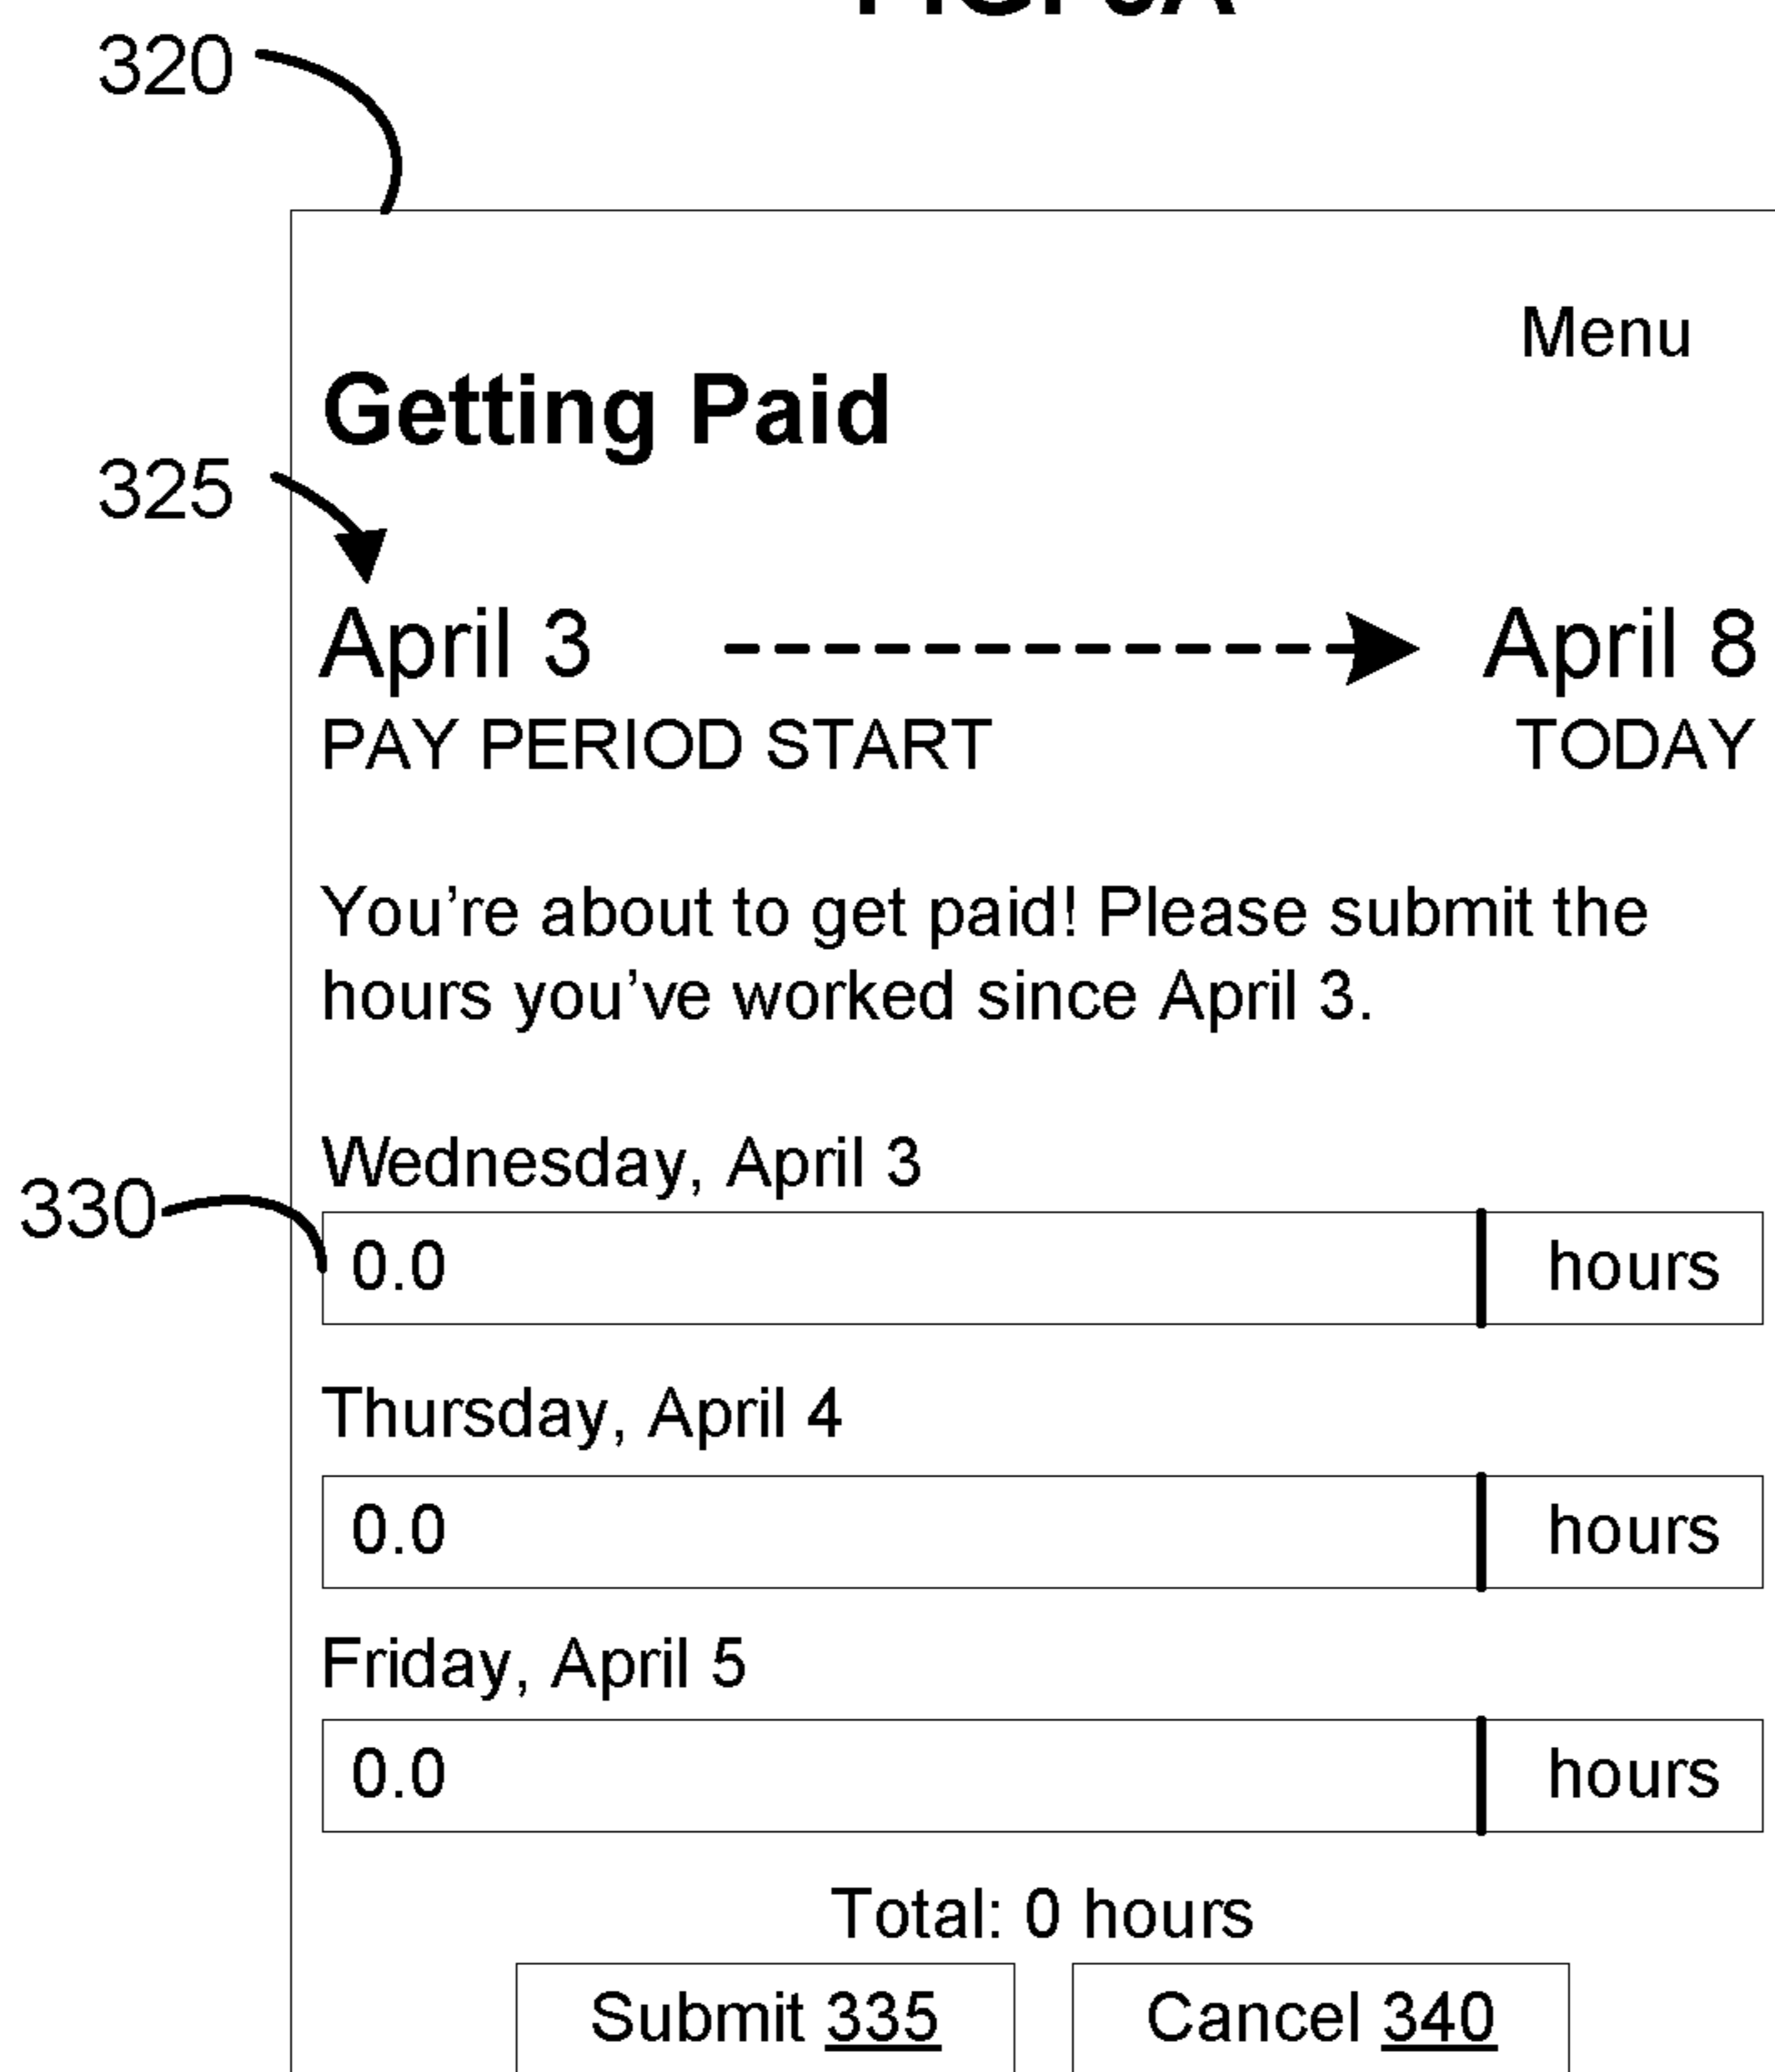 320
Menu
Getting Paid
325
April 3 April 8
PAY PERIOD START TODAY
You're about to get paid! Please submit the
hours you've worked since April 3.
Wednesday, April 3
330
0.0 hours
Thursday, April 4
0.0 hours
Friday, April 5
0.0 hours
Total: 0 hours
Submit 335 Cancel 340